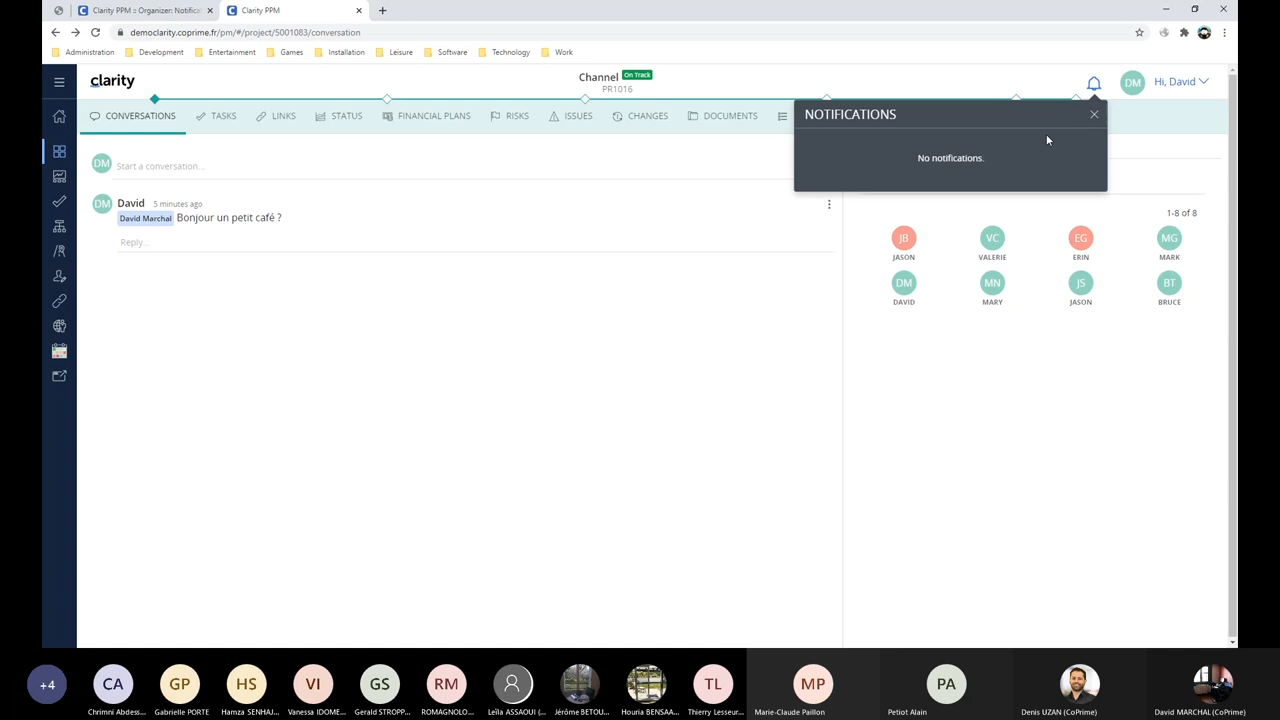 Clarity PPM :: Organizer: Notificat
Clarity PPM
democlarity.coprime.fr/pm/#/project/5001083/conversation
Administration
Development
Entertainment
Games
Installation
Leisure
Software
Technology
Work
clarity
Channel
On Track
PR1016
DM
Hi, David
CONVERSATIONS
TASKS
LINKS
STATUS
FINANCIAL PLANS
RISKS
ISSUES
CHANGES
DOCUMENTS
NOTIFICATIONS
No notifications.
DM
Start a conversation...
DM
David
5 minutes ago
David Marchal Bonjour un petit café ?
Reply...
1-8 of 8
JB
VC
EG
MG
JASON
VALERIE
ERIN
MARK
DM
MN
JS
BT
DAVID
MARY
JASON
BRUCE
+4
CA
GP
HS
VI
GS
RM
TL
MP
PA
Chrimni Abdess...
Gabrielle PORTE
Hamza SENHAJ...
Vanessa IDOME...
Gerald STROPP...
ROMAGNOLO...
Leïla ASSAOUI (...
Jérôme BETOU...
Houria BENSAA...
Thierry Lesseur...
Marie-Claude Paillon
Petiot Alain
Denis UZAN (CoPrime)
David MARCHAL (CoPrime)